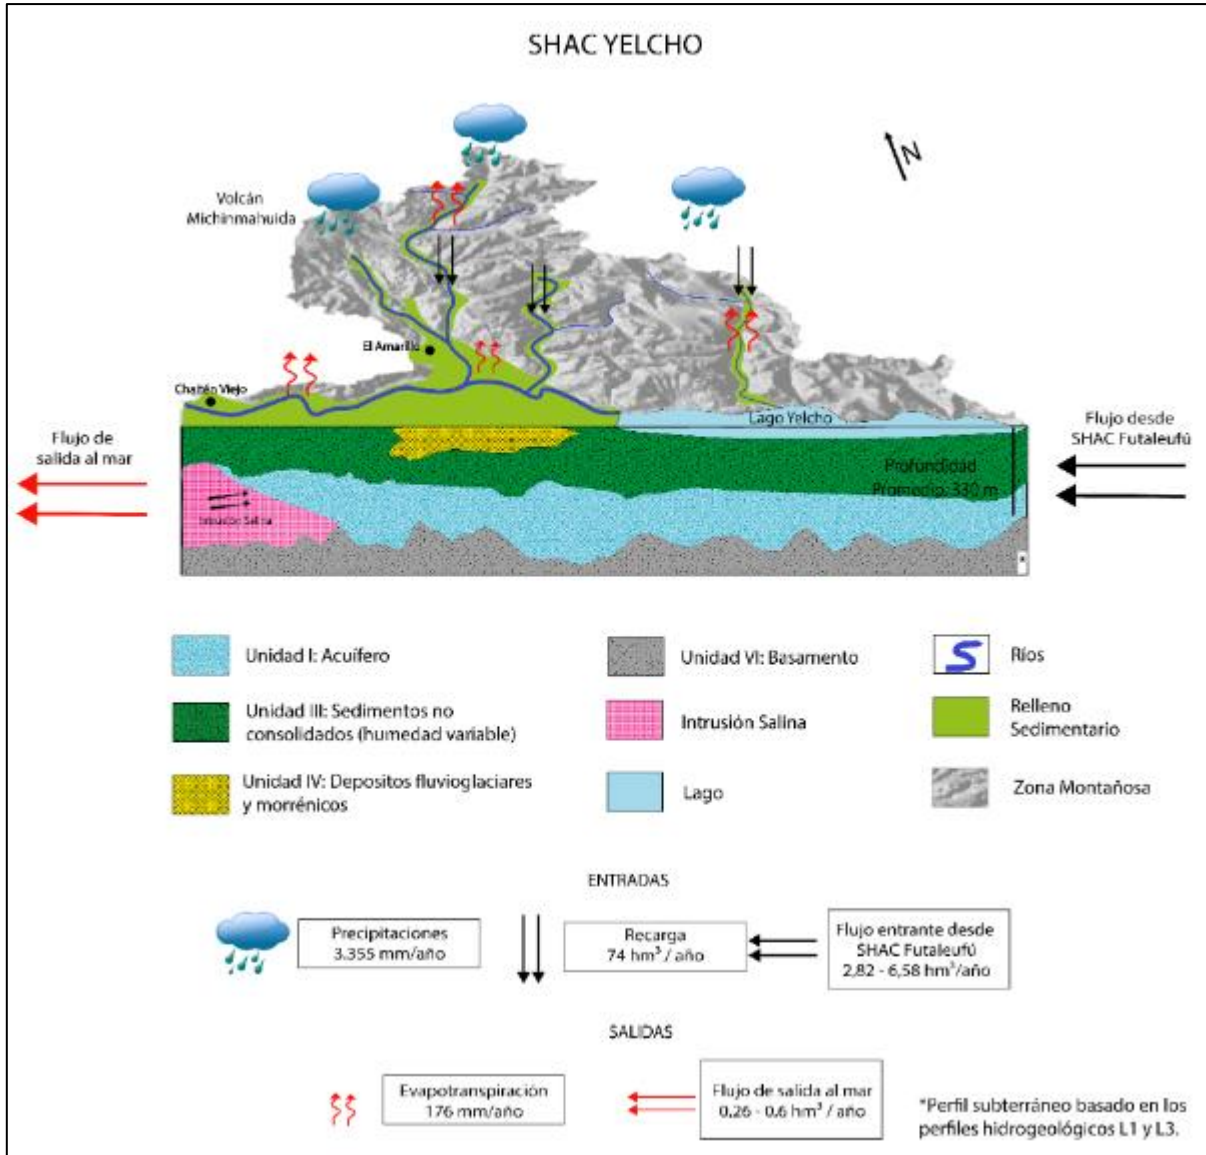 SHAC YELCHO
N
Volcán
Michinmahuida
El Amarillo
Chaitén Viejo
Lago Yelcho
Flujo de
salida al mar
Flujo desde
SHAC Futaleufú
Profundidad
Promedio: 330 m
Intrusión Salina
*
Unidad I: Acuífero
Unidad VI: Basamento
Ríos
Unidad III: Sedimentos no
consolidados (humedad variable)
Intrusión Salina
Relleno
Sedimentario
Unidad IV: Depositos fluvioglaciares
y morrénicos
Lago
Zona Montañosa
ENTRADAS
Precipitaciones
3.355 mm/año
Recarga
74 hm³ / año
Flujo entrante desde
SHAC Futaleufú
2,82 - 6,58 hm³/año
SALIDAS
Evapotranspiración
176 mm/año
Flujo de salida al mar
0,26 - 0,6 hm³ / año
*Perfil subterráneo basado en los
perfiles hidrogeológicos L1 y L3.